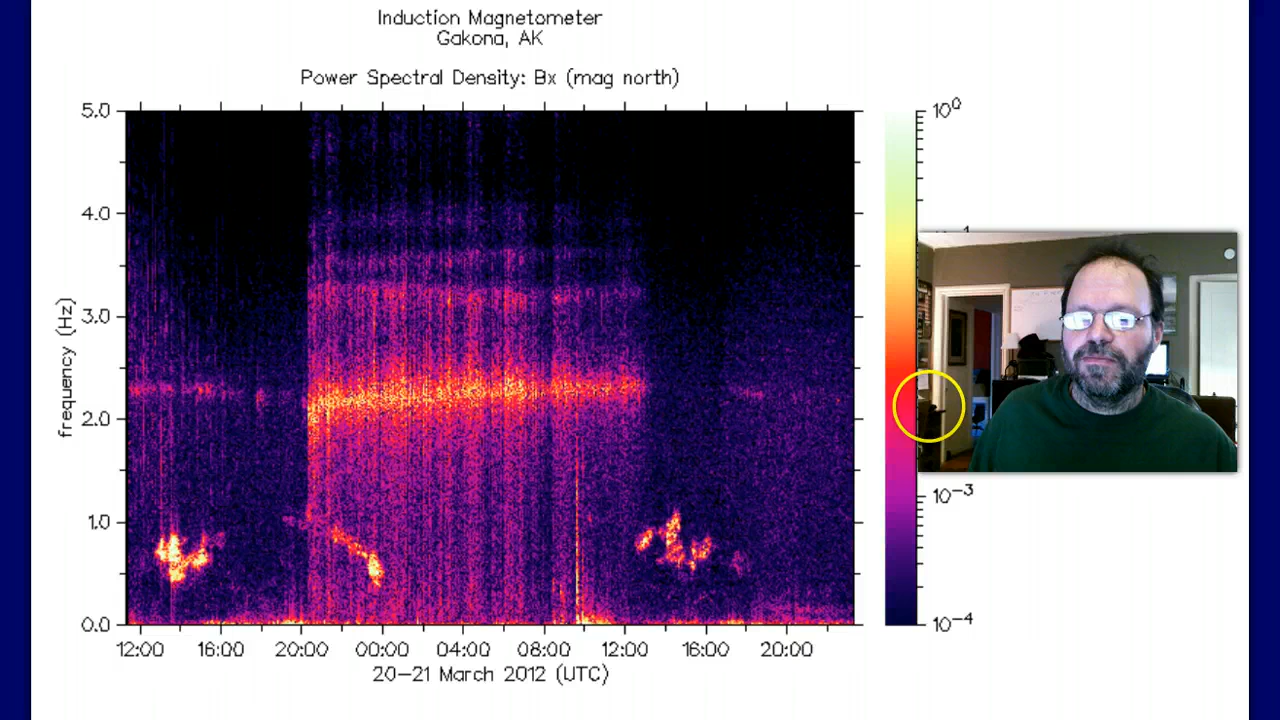 Induction Magnetometer
Gakona, AK
Power Spectral Density: Bx (mag north)
5.0
4.0
3.0
2.0
1.0
0.0
frequency (Hz)
12:00 16:00 20:00 00:00 04:00 08:00 12:00 16:00 20:00
20–21 March 2012 (UTC)
10⁰
10⁻³
10⁻⁴